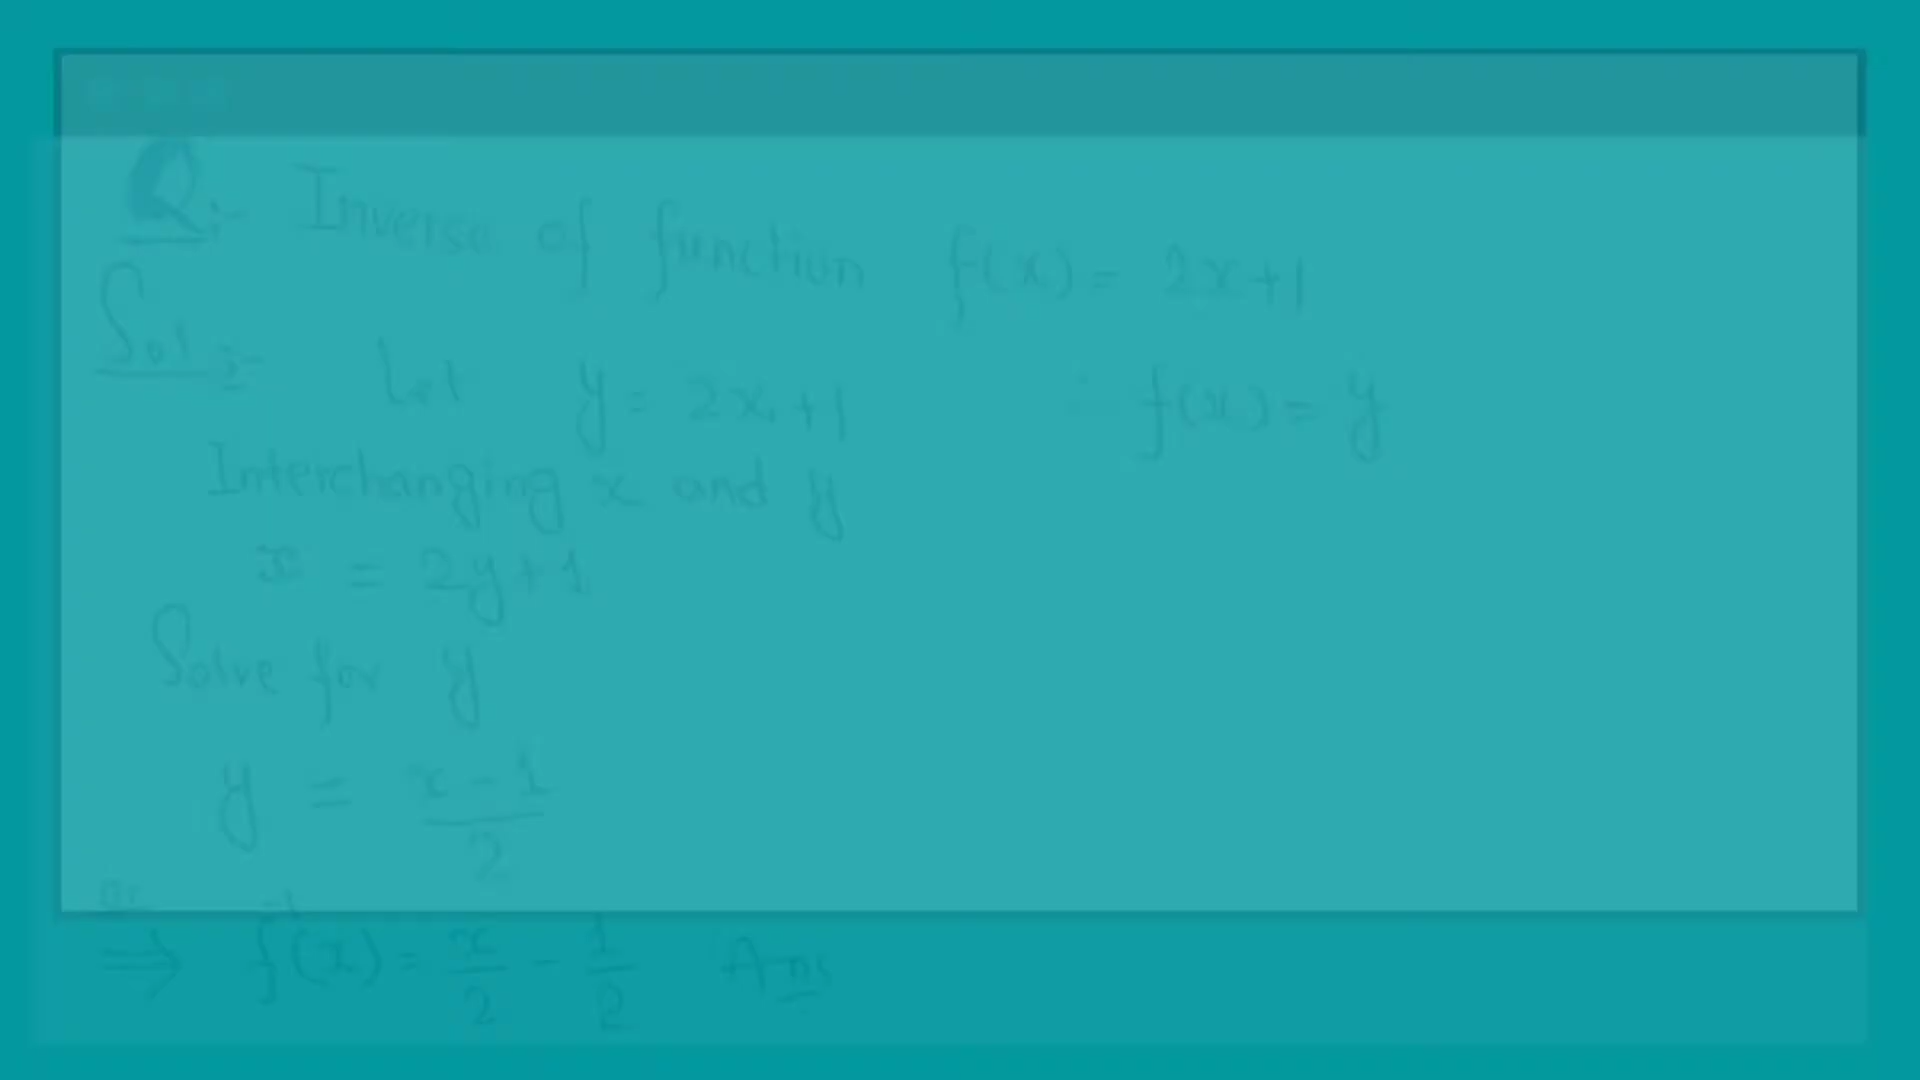 Q:- Inverse of function f(x) = 2x+1
Sol:- Let y = 2x+1 ∵ f(x) = y
Interchanging x and y
x = 2y+1
Solve for y
y = x-1/2
or
⇒ f⁻¹(x) = x/2 - 1/2 Ans